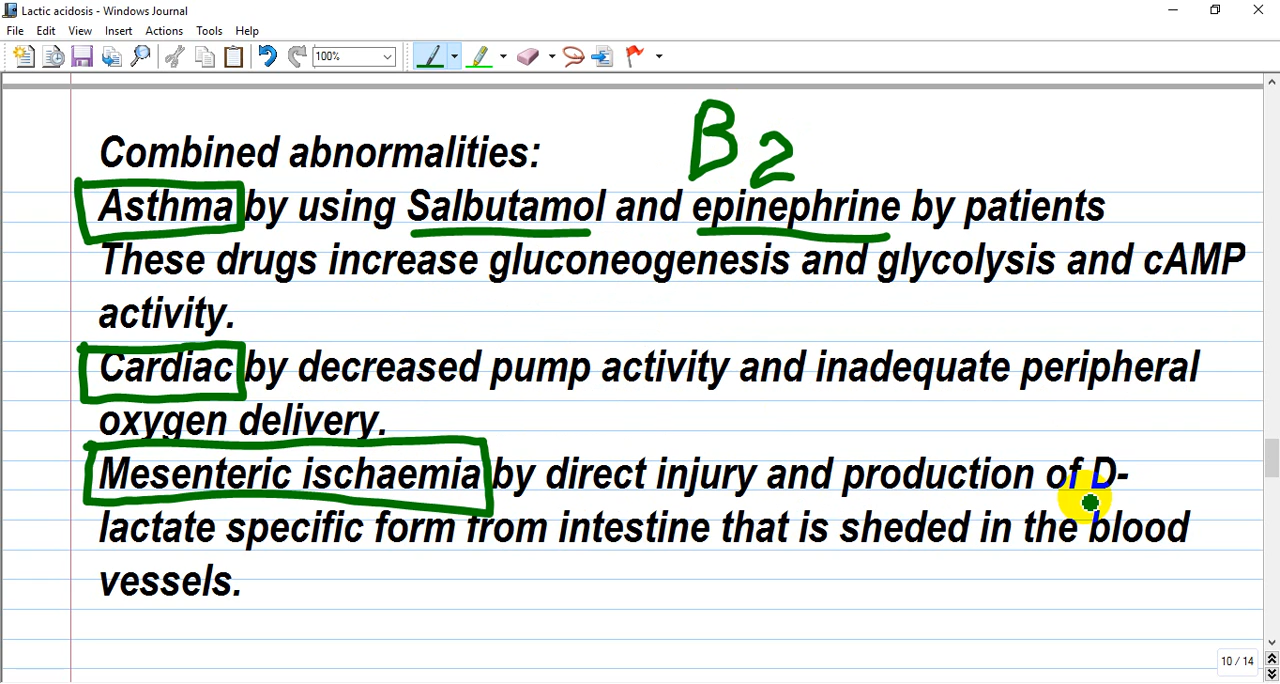 Lactic acidosis - Windows Journal
File Edit View Insert Actions Tools Help
100%
B2
Combined abnormalities:
Asthma by using Salbutamol and epinephrine by patients
These drugs increase gluconeogenesis and glycolysis and cAMP
activity.
Cardiac by decreased pump activity and inadequate peripheral
oxygen delivery.
Mesenteric ischaemia by direct injury and production of D-
lactate specific form from intestine that is sheded in the blood
vessels.
10 / 14